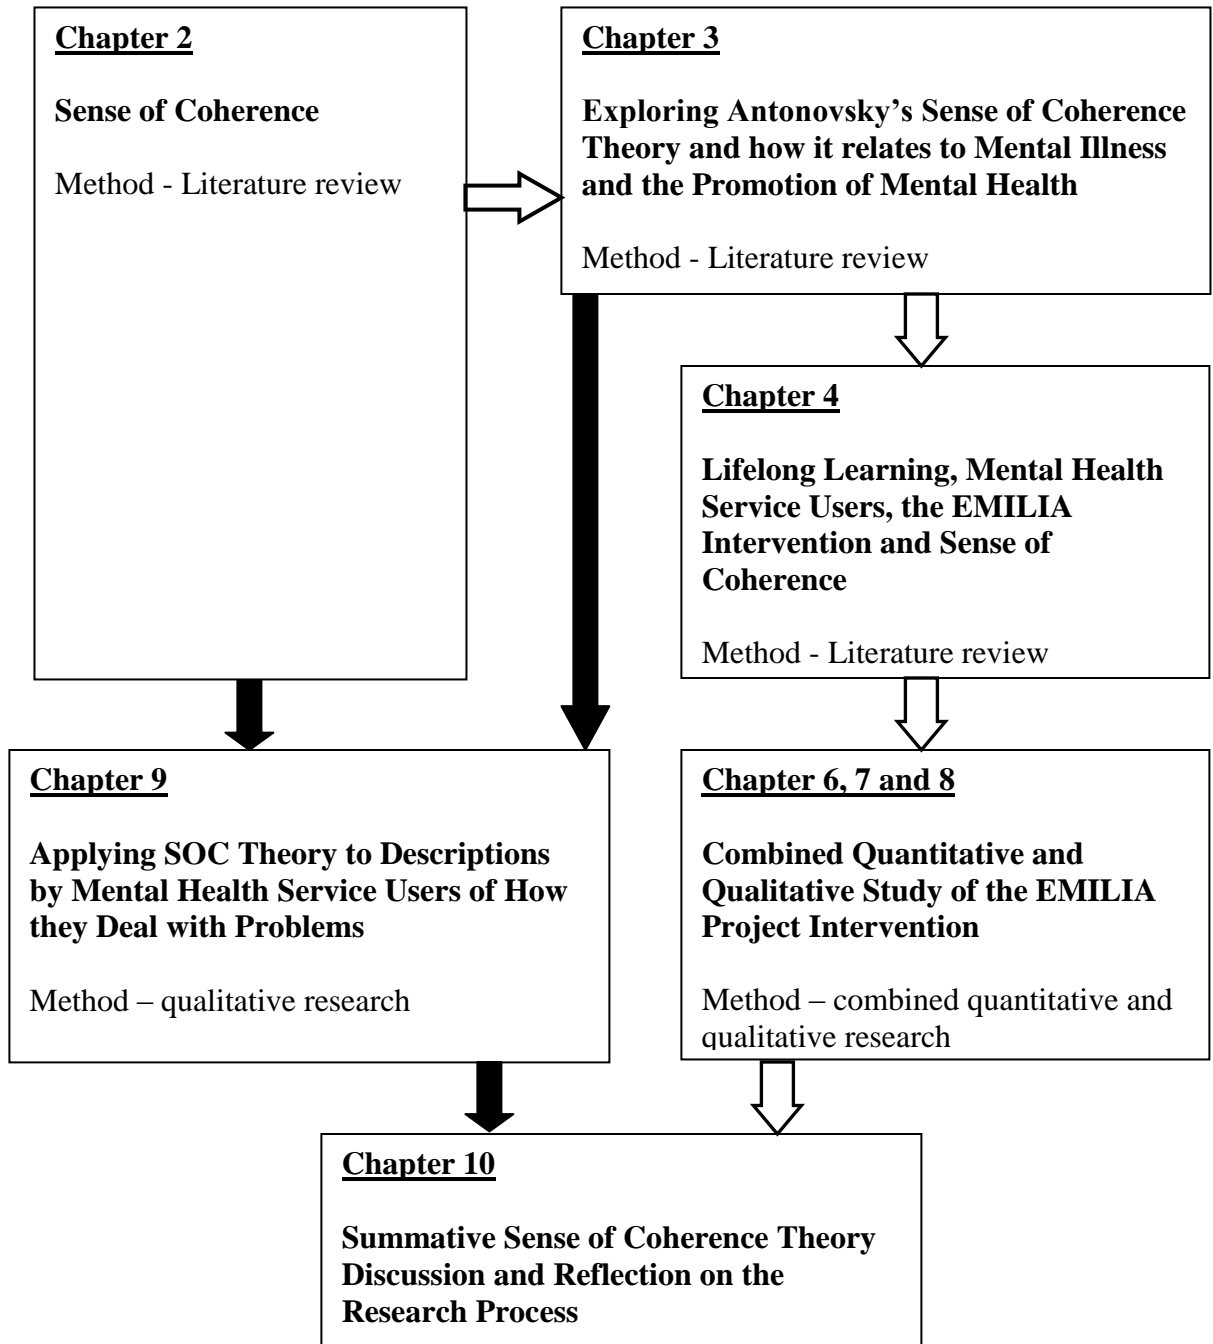 Chapter 2
Sense of Coherence
Method - Literature review
Chapter 3
Exploring Antonovsky's Sense of Coherence
Theory and how it relates to Mental Illness
and the Promotion of Mental Health
Method - Literature review
Chapter 4
Lifelong Learning, Mental Health
Service Users, the EMILIA
Intervention and Sense of
Coherence
Method - Literature review
Chapter 9
Applying SOC Theory to Descriptions
by Mental Health Service Users of How
they Deal with Problems
Method – qualitative research
Chapter 6, 7 and 8
Combined Quantitative and
Qualitative Study of the EMILIA
Project Intervention
Method – combined quantitative and
qualitative research
Chapter 10
Summative Sense of Coherence Theory
Discussion and Reflection on the
Research Process